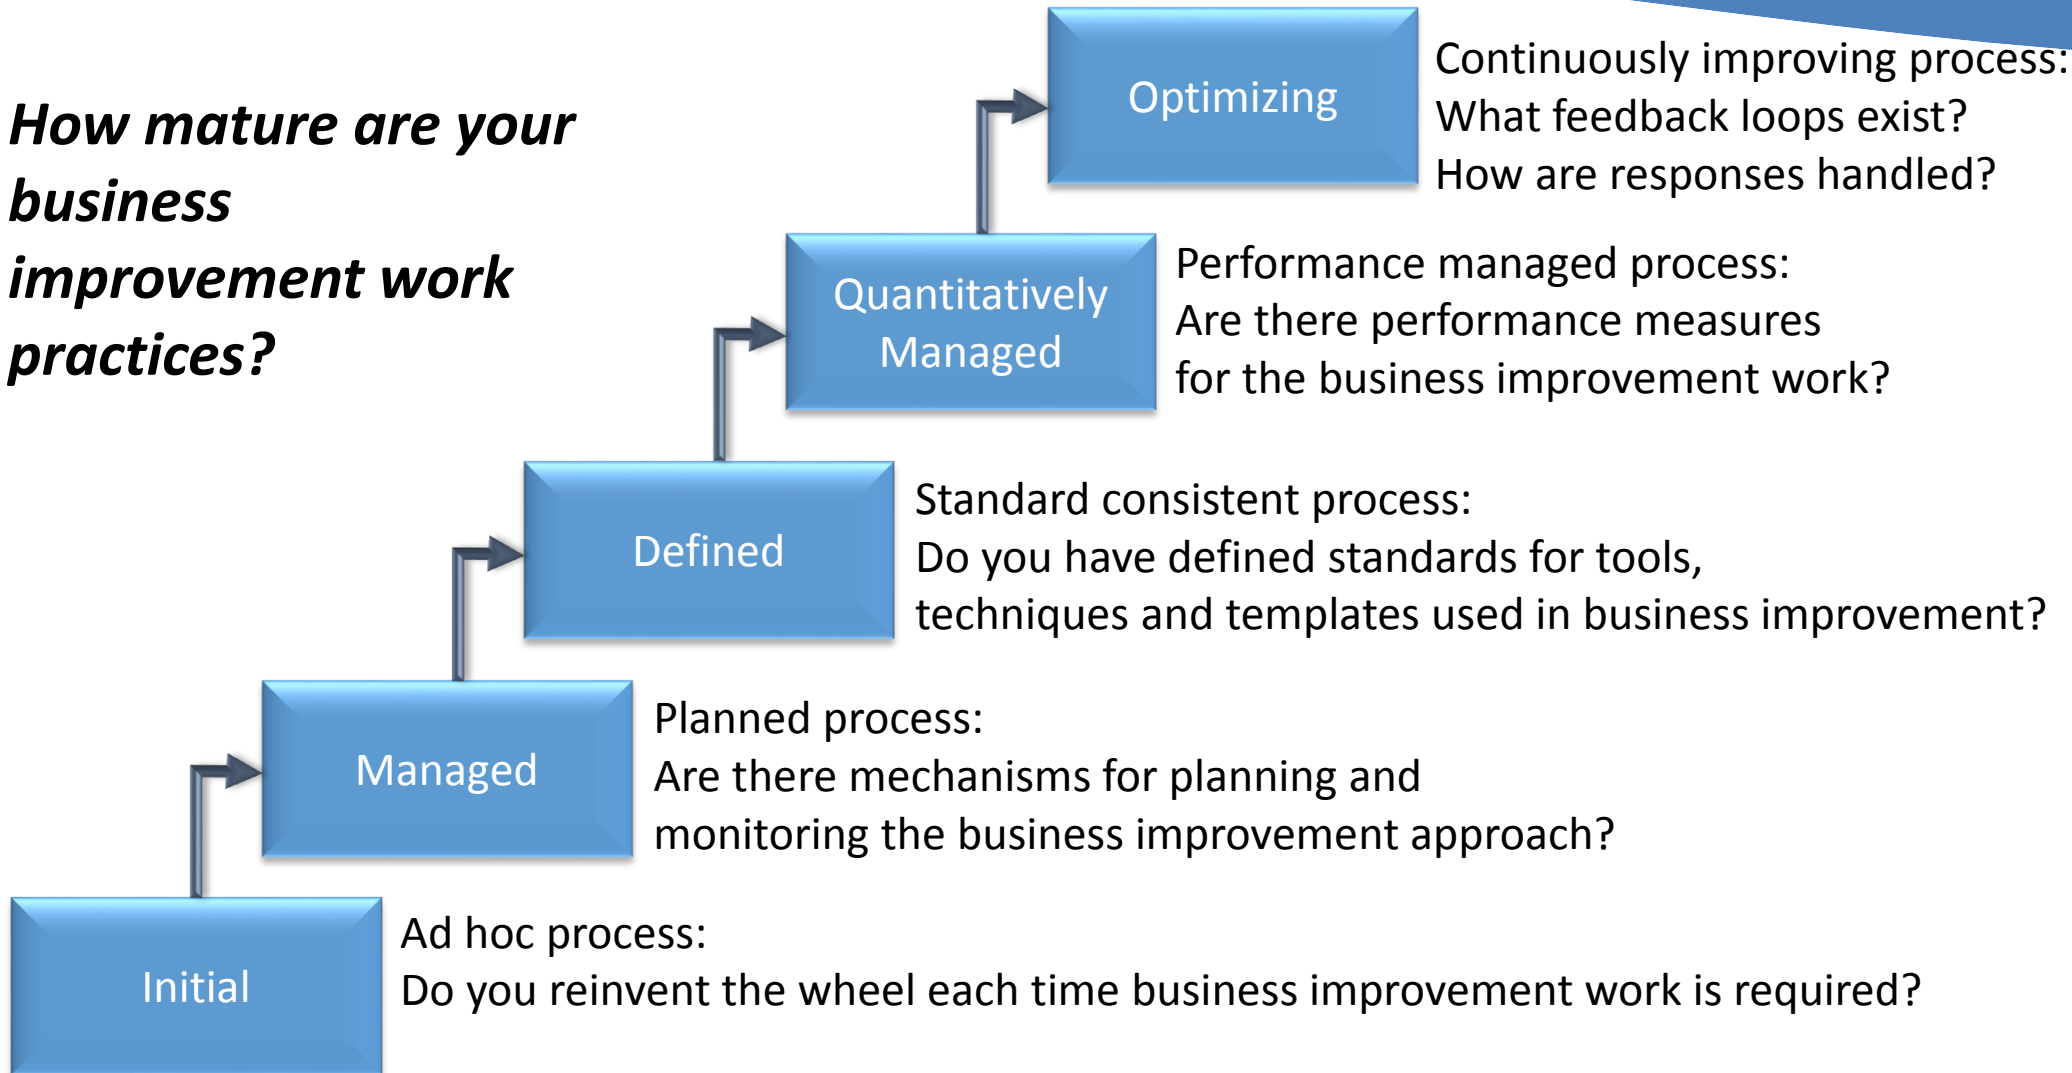 How mature are your
business
improvement work
practices?
Optimizing
Continuously improving process:
What feedback loops exist?
How are responses handled?
Quantitatively
Managed
Performance managed process:
Are there performance measures
for the business improvement work?
Defined
Standard consistent process:
Do you have defined standards for tools,
techniques and templates used in business improvement?
Managed
Planned process:
Are there mechanisms for planning and
monitoring the business improvement approach?
Initial
Ad hoc process:
Do you reinvent the wheel each time business improvement work is required?